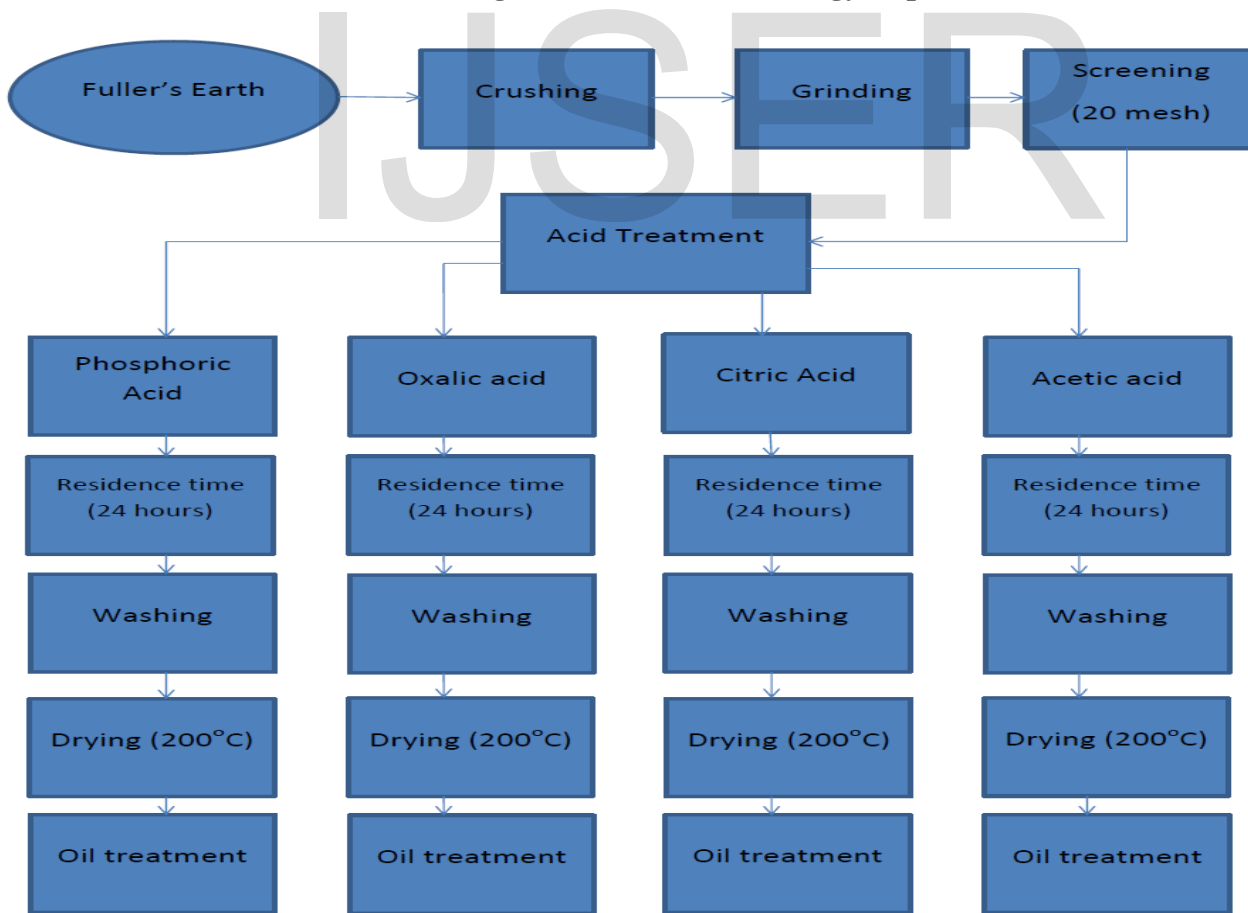 IJSER
Fuller's Earth
Crushing
Grinding
Screening
(20 mesh)
Acid Treatment
Phosphoric
Acid
Oxalic acid
Citric Acid
Acetic acid
Residence time
(24 hours)
Residence time
(24 hours)
Residence time
(24 hours)
Residence time
(24 hours)
Washing
Washing
Washing
Washing
Drying (200°C)
Drying (200°C)
Drying (200°C)
Drying (200°C)
Oil treatment
Oil treatment
Oil treatment
Oil treatment